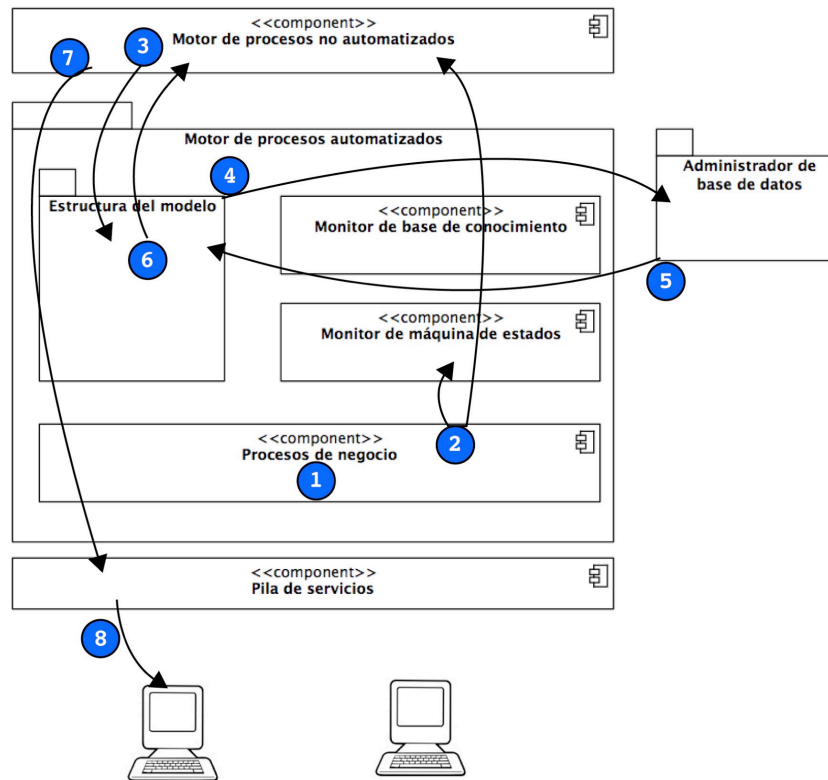 <<component>>
Motor de procesos no automatizados
3
7
Motor de procesos automatizados
4
Estructura del modelo
<<component>>
Monitor de base de conocimiento
Administrador de
base de datos
6
5
<<component>>
Monitor de máquina de estados
<<component>>
Procesos de negocio
2
1
<<component>>
Pila de servicios
8